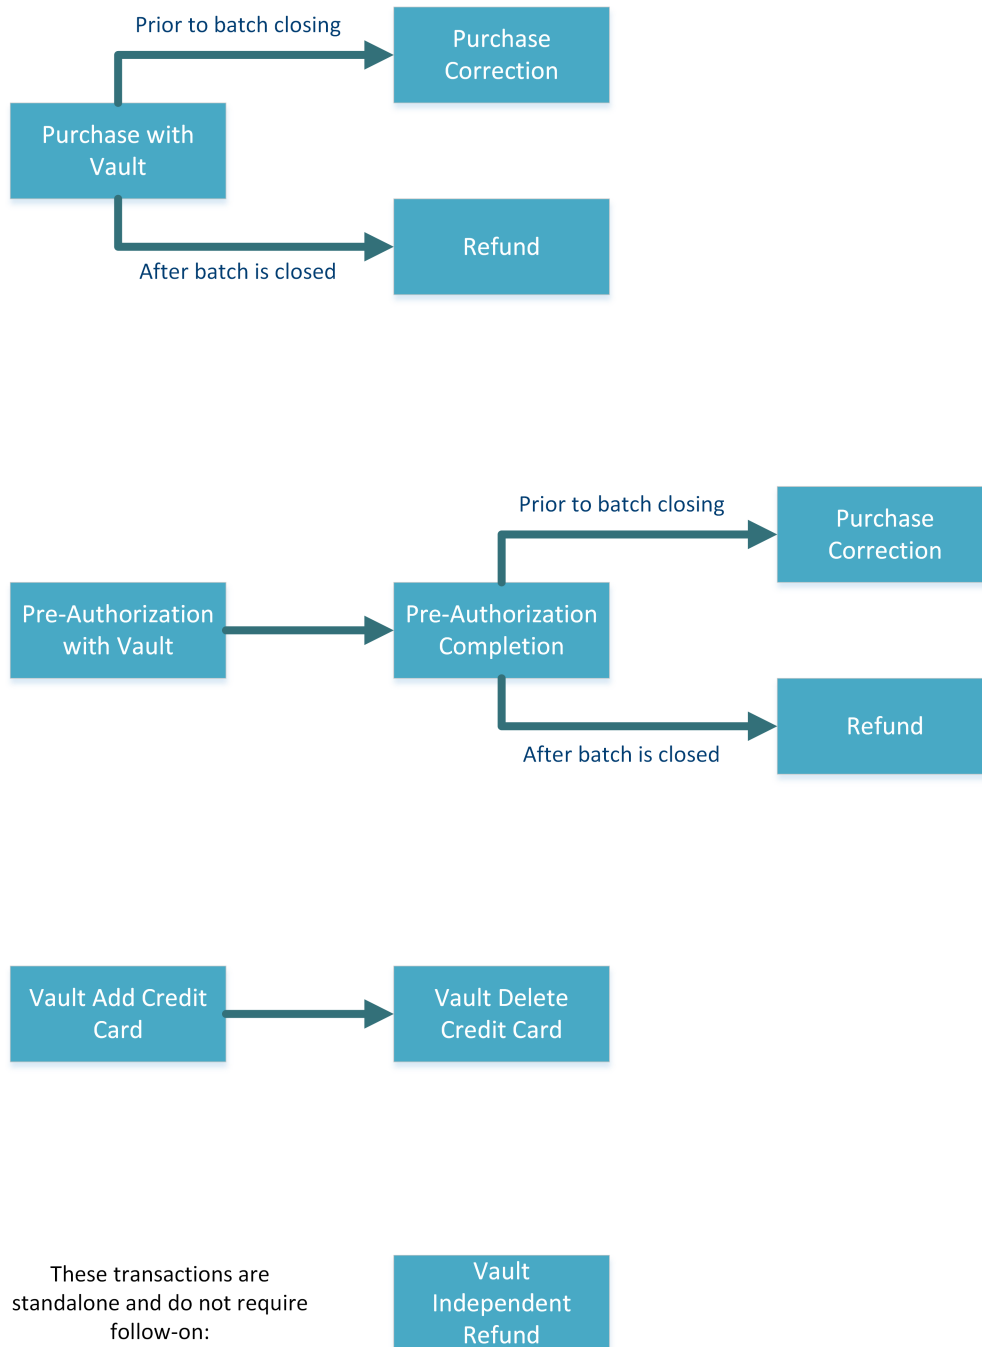 Prior to batch closing
Purchase
Correction
Purchase with
Vault
Refund
After batch is closed
Prior to batch closing
Purchase
Correction
Pre-Authorization
with Vault
Pre-Authorization
Completion
Refund
After batch is closed
Vault Add Credit
Card
Vault Delete
Credit Card
These transactions are
standalone and do not require
follow-on:
Vault
Independent
Refund